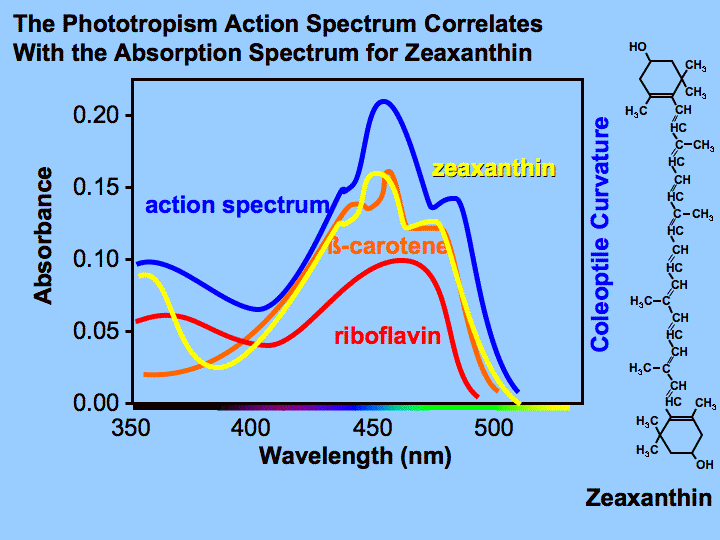 The Phototropism Action Spectrum Correlates
With the Absorption Spectrum for Zeaxanthin
Absorbance
0.20
0.15
0.10
0.05
0.00
action spectrum
zeaxanthin
ß-carotene
riboflavin
350
400
450
500
Wavelength (nm)
Coleoptile Curvature
HO
CH₃
CH₃
H₃C
CH
HC
CH₃
HC
CH
HC
CH₃
HC
CH
HC
CH
H₃C
HC
CH
H₃C
CH
HC
CH₃
H₃C
H₃C
OH
Zeaxanthin